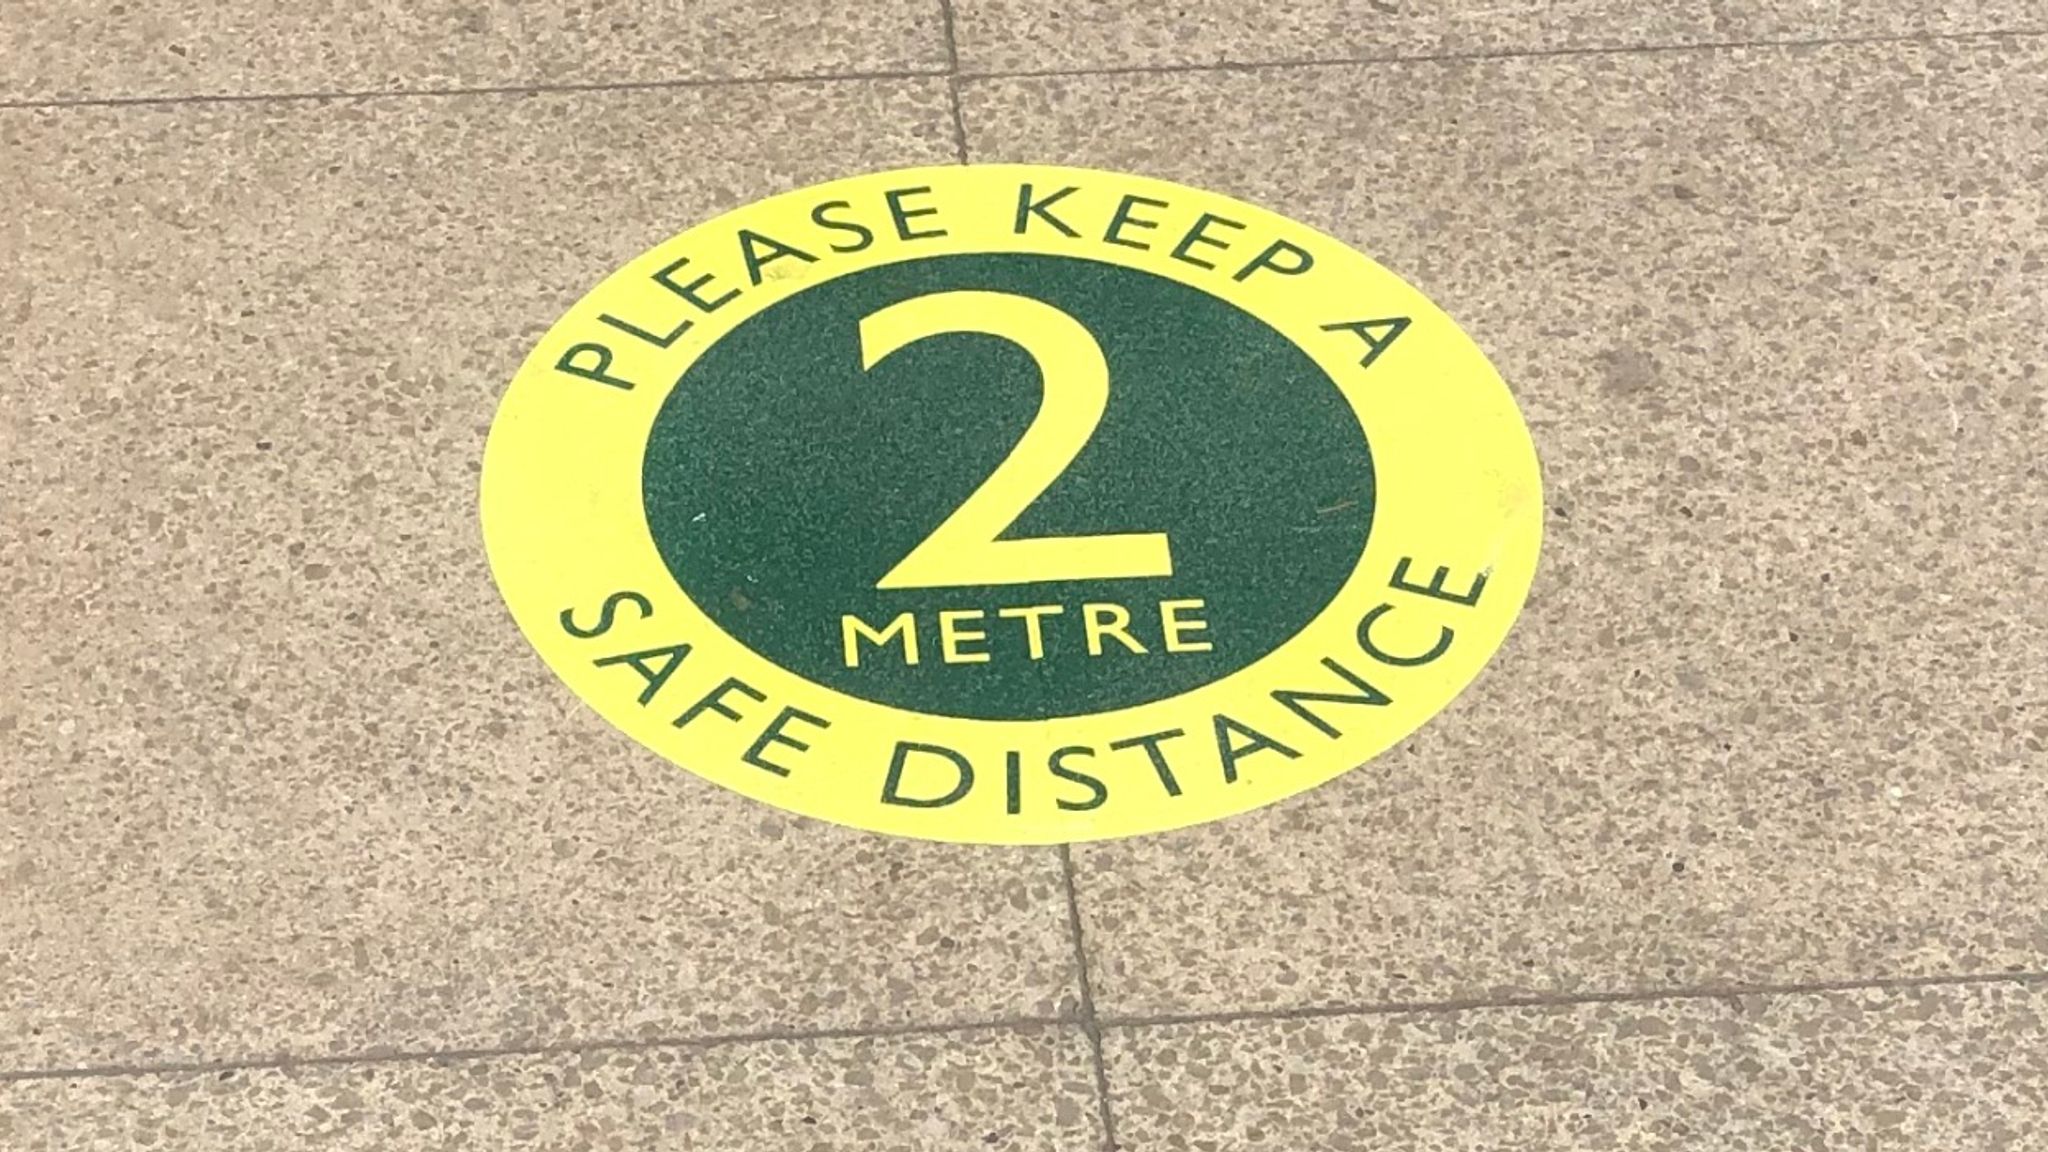 PLEASE KEEP A
2
METRE
SAFE DISTANCE